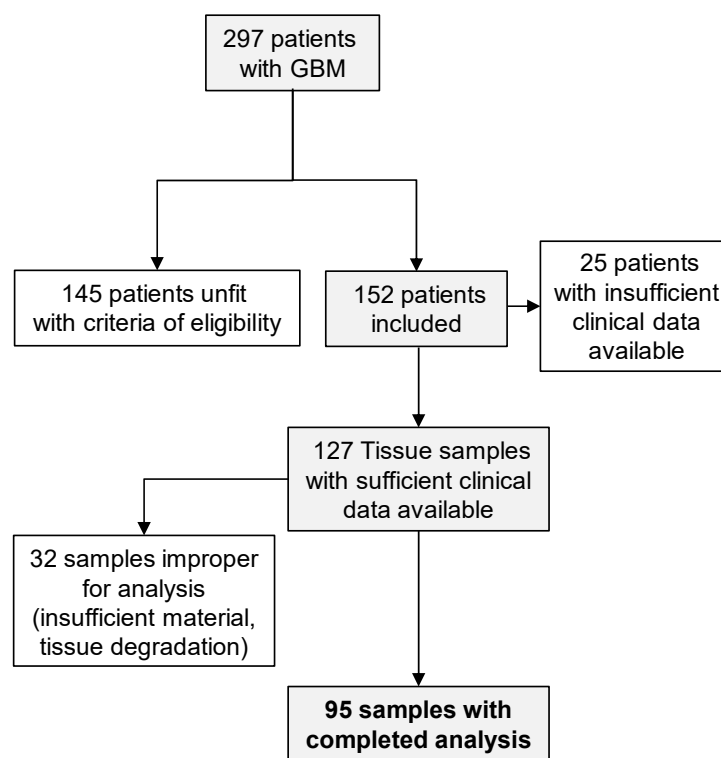 297 patients
with GBM
145 patients unfit
with criteria of eligibility
152 patients
included
25 patients
with insufficient
clinical data
available
127 Tissue samples
with sufficient clinical
data available
32 samples improper
for analysis
(insufficient material,
tissue degradation)
95 samples with
completed analysis